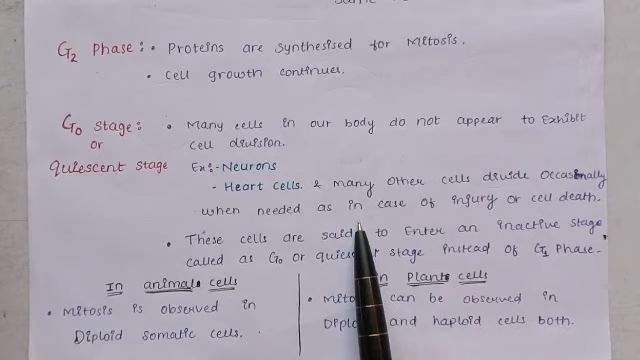 G2 Phase: • Proteins are synthesised for Mitosis.
• Cell growth continues.
G0 stage: • Many cells in our body do not appear to Exhibit
or cell division.
Quiescent stage Ex:- Neurons
- Heart Cells. & many Other cells divide Occasionally
when needed as in case of injury or cell death.
• These cells are said to Enter an inactive stage,
called as G0 or quiescent stage instead of G1 Phase.
In animal cells
• Mitosis is observed in
Diploid somatic cells.
In Plant cells
• Mito can be observed in
Diplo and haploid cells both.